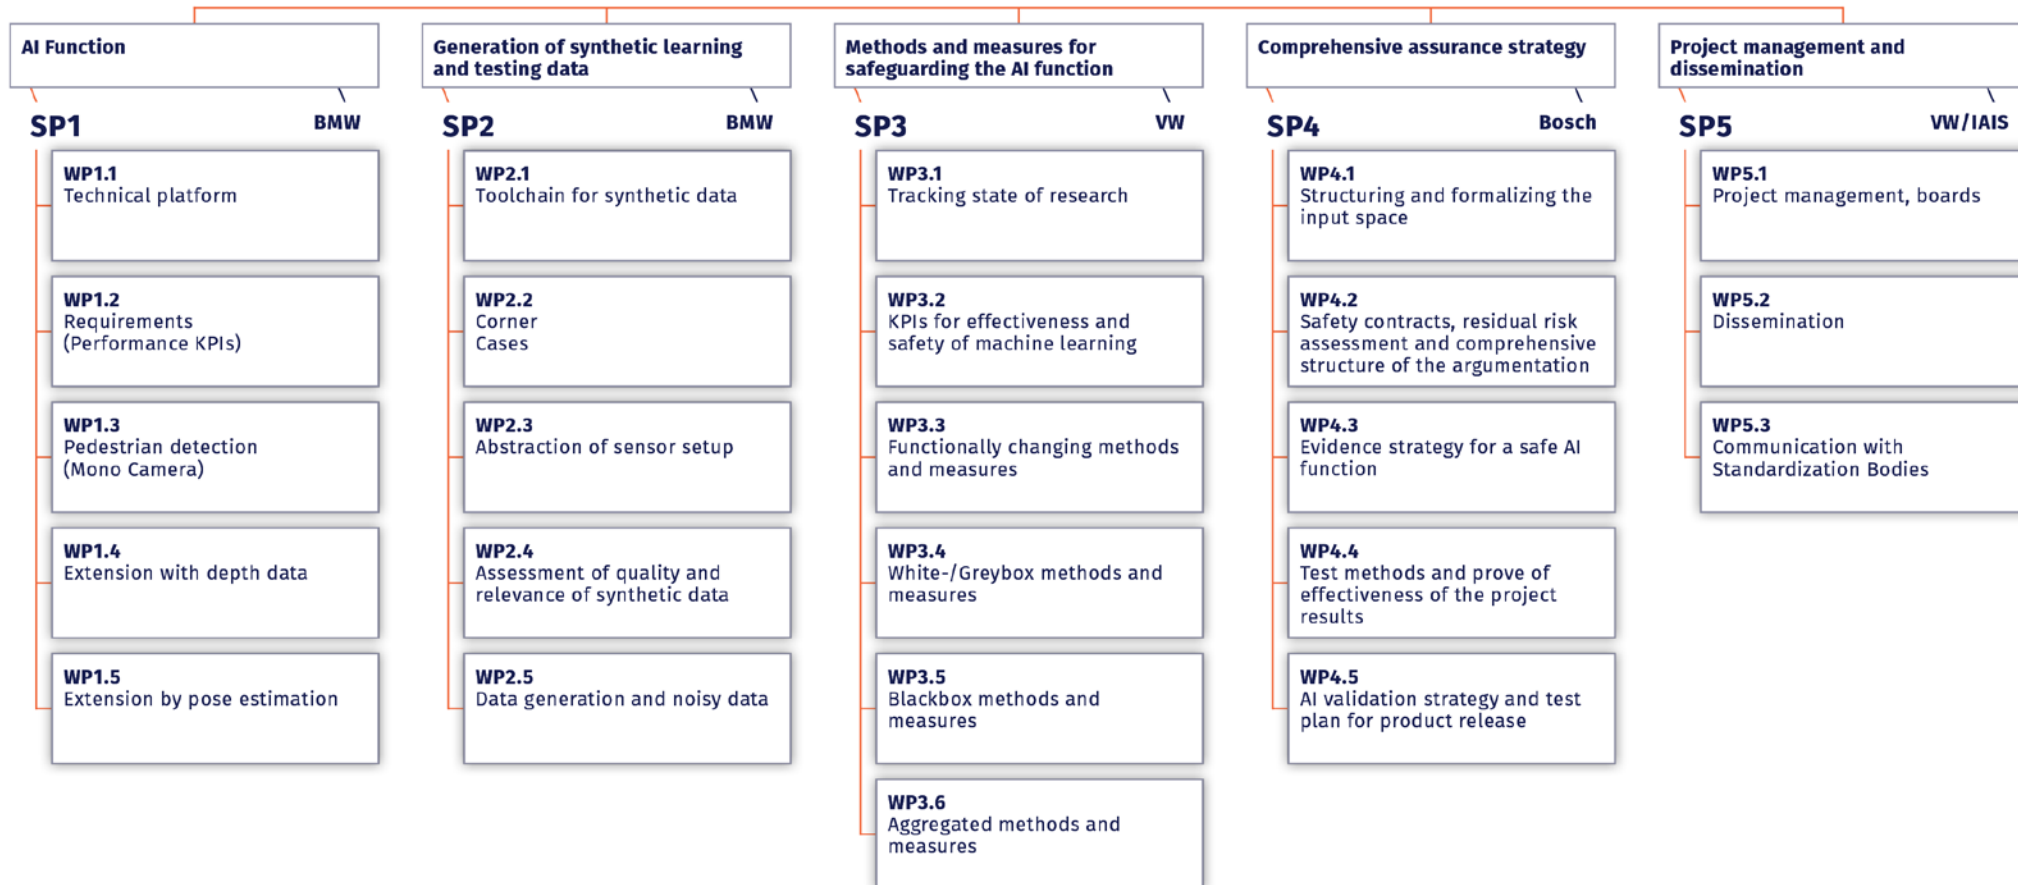 AI Function
SP1
BMW
WP1.1
Technical platform
WP1.2
Requirements
(Performance KPIs)
WP1.3
Pedestrian detection
(Mono Camera)
WP1.4
Extension with depth data
WP1.5
Extension by pose estimation
Generation of synthetic learning
and testing data
SP2
BMW
WP2.1
Toolchain for synthetic data
WP2.2
Corner
Cases
WP2.3
Abstraction of sensor setup
WP2.4
Assessment of quality and
relevance of synthetic data
WP2.5
Data generation and noisy data
Methods and measures for
safeguarding the AI function
SP3
VW
WP3.1
Tracking state of research
WP3.2
KPIs for effectiveness and
safety of machine learning
WP3.3
Functionally changing methods
and measures
WP3.4
White-/Greybox methods and
measures
WP3.5
Blackbox methods and
measures
WP3.6
Aggregated methods and
measures
Comprehensive assurance strategy
SP4
Bosch
WP4.1
Structuring and formalizing the
input space
WP4.2
Safety contracts, residual risk
assessment and comprehensive
structure of the argumentation
WP4.3
Evidence strategy for a safe AI
function
WP4.4
Test methods and prove of
effectiveness of the project
results
WP4.5
AI validation strategy and test
plan for product release
Project management and
dissemination
SP5
VW/IAIS
WP5.1
Project management, boards
WP5.2
Dissemination
WP5.3
Communication with
Standardization Bodies